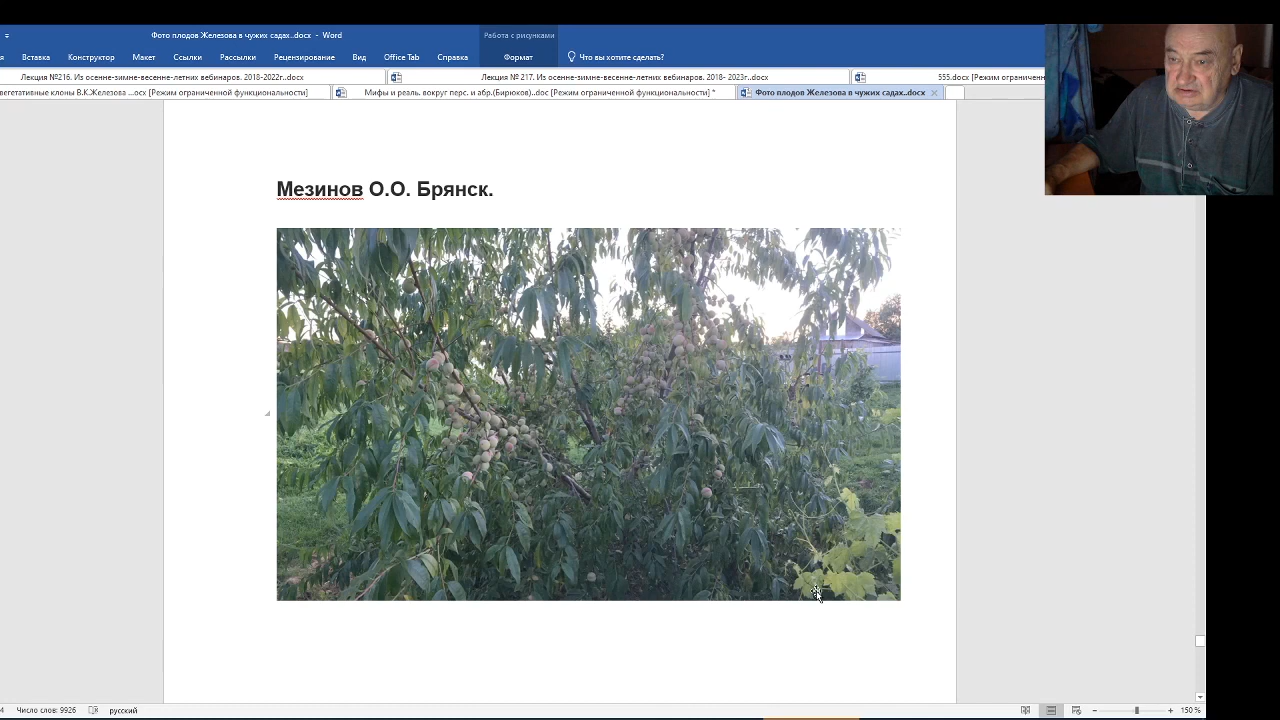 Фото плодов Железова в чужих садах..docx - Word
Работа с рисунками
я Вставка Конструктор Макет Ссылки Рассылки Рецензирование Вид Office Tab Справка Формат Что вы хотите сделать?
Лекция №216. Из осенне-зимне-весенне-летних вебинаров. 2018-2022г..docx
Лекция № 217. Из осенне-зимне-весенне-летних вебинаров. 2018- 2023г..docx
555.docx [Режим ограниченн
вегетативные клоны В.К.Железова ...ocx [Режим ограниченной функциональности]
Мифы и реаль. вокруг перс. и абр.(Бирюков)..doc [Режим ограниченной функциональности] *
Фото плодов Железова в чужих садах..docx
Мезинов О.О. Брянск.
4 Число слов: 9926 русский
150 %